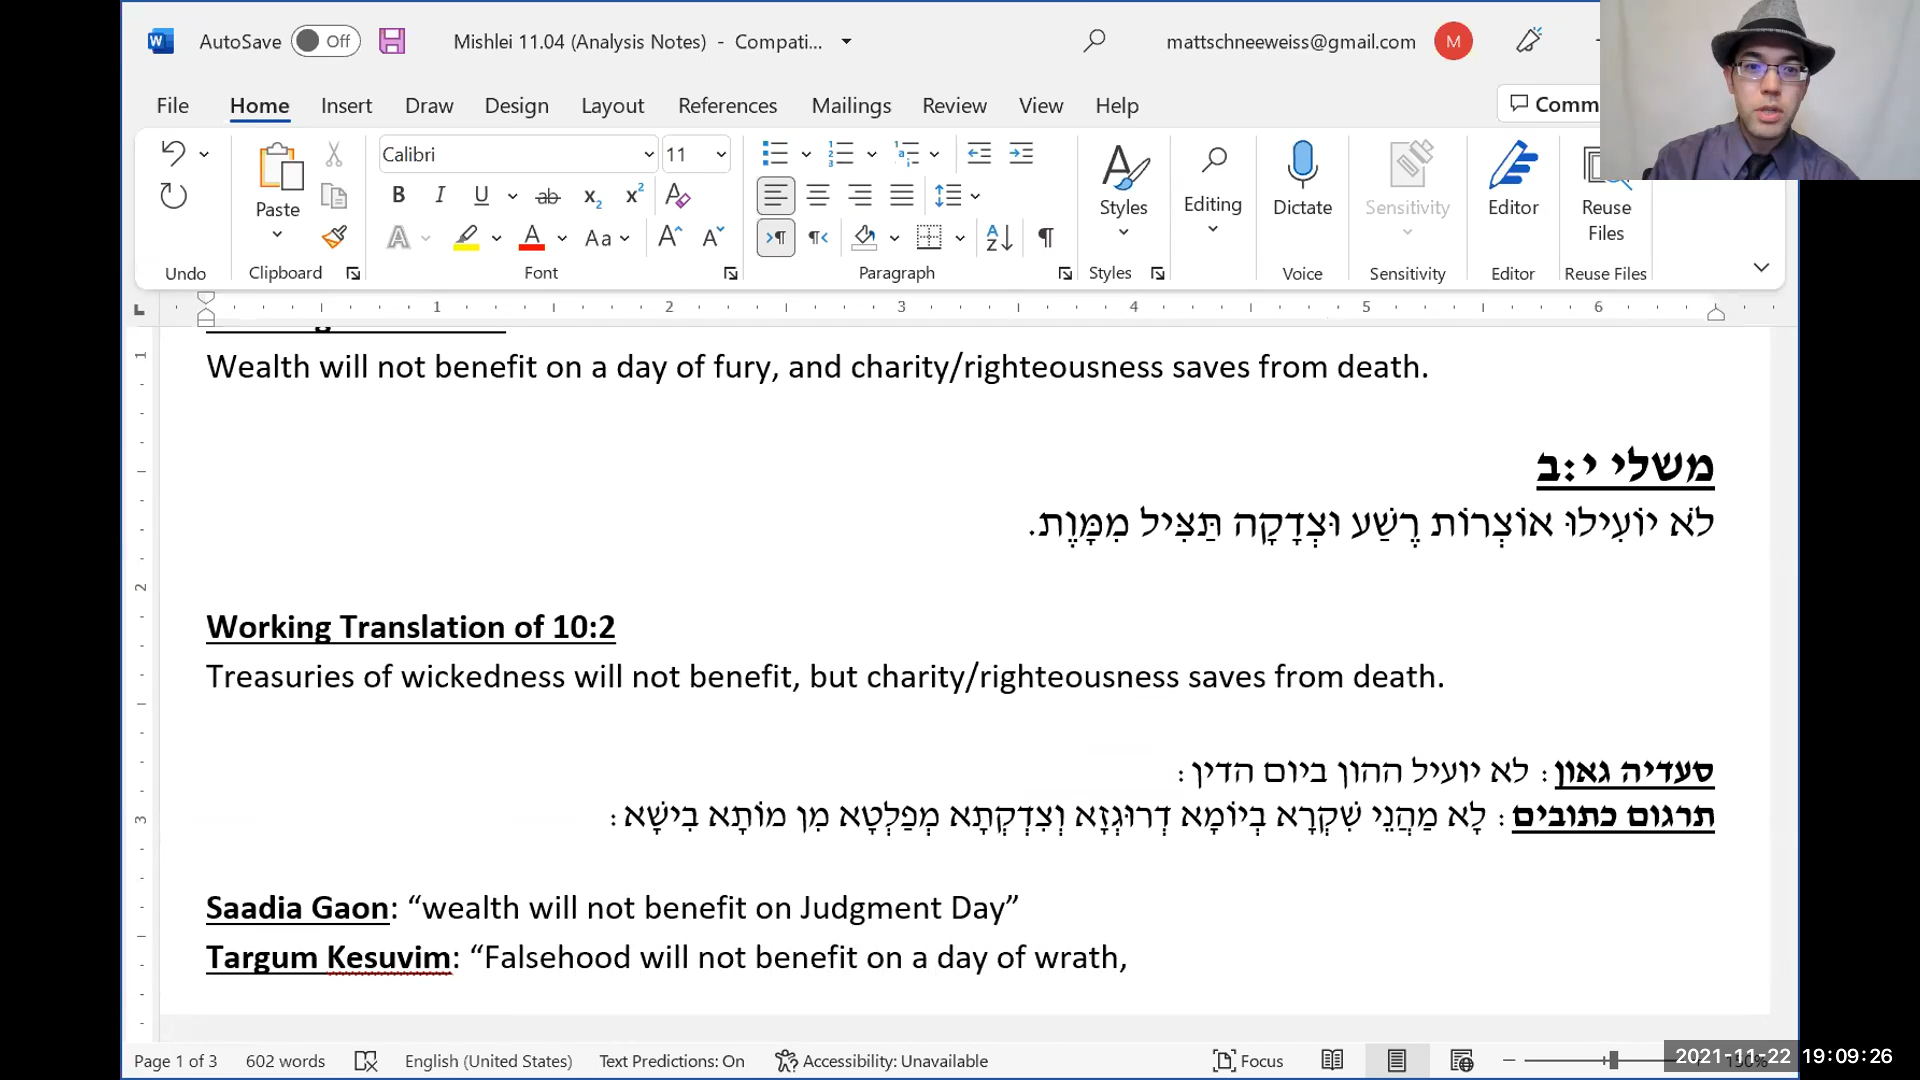 AutoSave Off Mishlei 11.04 (Analysis Notes) - Compati... mattschneeweiss@gmail.com M
File Home Insert Draw Design Layout References Mailings Review View Help Comm
Paste Calibri 11 Styles Editing Dictate Sensitivity Editor Reuse Files
Undo Clipboard Font Paragraph Styles Voice Sensitivity Editor Reuse Files
1 2 3 4 5 6
Wealth will not benefit on a day of fury, and charity/righteousness saves from death.
משלי י:ב
לֹא יוֹעִילוּ אוֹצְרוֹת רֶשַׁע וּצְדָקָה תַּצִּיל מִמָּוֶת.
Working Translation of 10:2
Treasuries of wickedness will not benefit, but charity/righteousness saves from death.
סעדיה גאון: לא יועיל ההון ביום הדין:
תרגום כתובים: לָא מַהֲנֵי שִׁקְרָא בְיוֹמָא דְרוּגְזָא וְצִדְקְתָא מְפַלְטָא מִן מוֹתָא בִישָׁא:
Saadia Gaon: “wealth will not benefit on Judgment Day”
Targum Kesuvim: “Falsehood will not benefit on a day of wrath,
Page 1 of 3 602 words English (United States) Text Predictions: On Accessibility: Unavailable Focus
2021-11-22 19:09:26